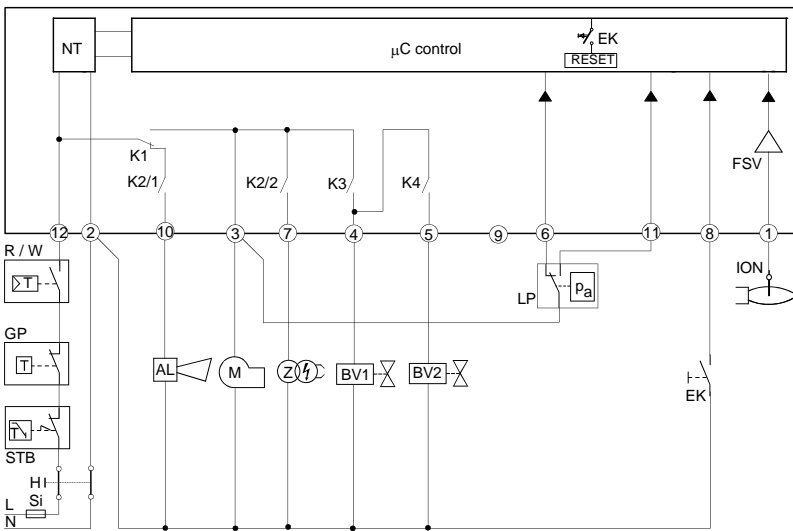 NT
µC control
EK
RESET
K1
K2/1
K2/2
K3
K4
FSV
12
2
10
3
7
4
5
9
6
11
8
1
R / W
T
LP
pa
ION
GP
T
AL
M
Z
BV1
BV2
EK
T
STB
H
L
Si
N